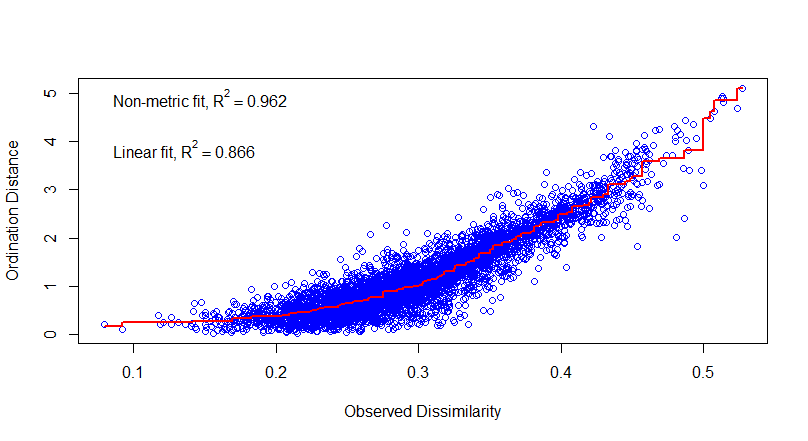 Non-metric fit, R² = 0.962
Linear fit, R² = 0.866
Ordination Distance
5
4
3
2
1
0
0.1 0.2 0.3 0.4 0.5
Observed Dissimilarity